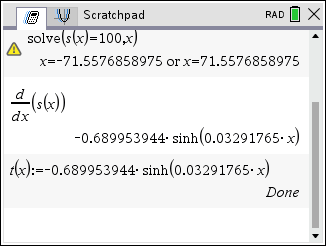 Scratchpad RAD
solve(s(x)=100,x)
x=-71.5576858975 or x=71.5576858975
d/dx(s(x))
-0.689953944·sinh(0.03291765·x)
t(x):=-0.689953944·sinh(0.03291765·x)
Done